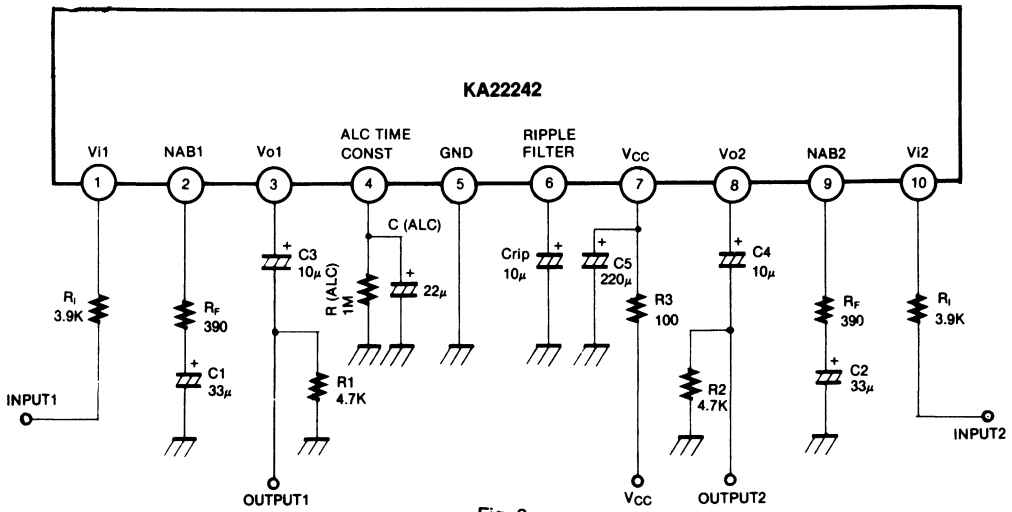 KA22242
Vi1 NAB1 Vo1 ALC TIME CONST GND RIPPLE FILTER VCC Vo2 NAB2 Vi2
1 2 3 4 5 6 7 8 9 10
C (ALC)
+ C3 10μ
R (ALC) 1M
+ 22μ
Crip 10μ +
+ C5 220μ
+ C4 10μ
RI 3.9K
RF 390
R3 100
RF 390
RI 3.9K
+ C1 33μ
R1 4.7K
R2 4.7K
+ C2 33μ
INPUT1
INPUT2
OUTPUT1
VCC
OUTPUT2